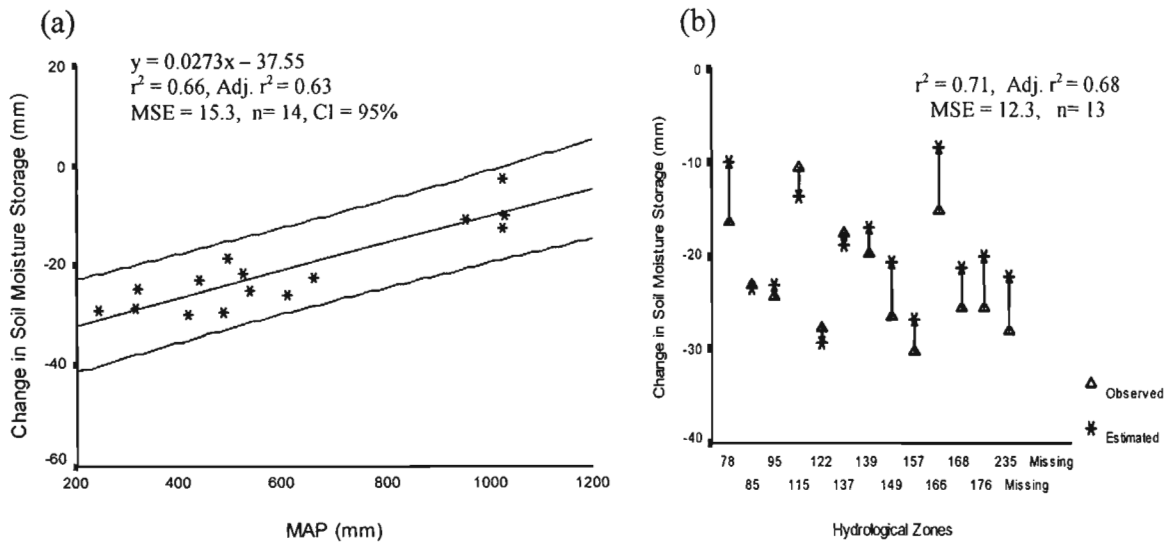 (a)
y = 0.0273x – 37.55
r² = 0.66, Adj. r² = 0.63
MSE = 15.3, n= 14, CI = 95%
Change in Soil Moisture Storage (mm)
20
0
-20
-40
-60
200 400 600 800 1000 1200
MAP (mm)
(b)
r² = 0.71, Adj. r² = 0.68
MSE = 12.3, n= 13
Change in Soil Moisture Storage (mm)
0
-10
-20
-30
-40
Observed
Estimated
78 95 122 139 157 168 235 Missing
85 115 137 149 166 176 Missing
Hydrological Zones